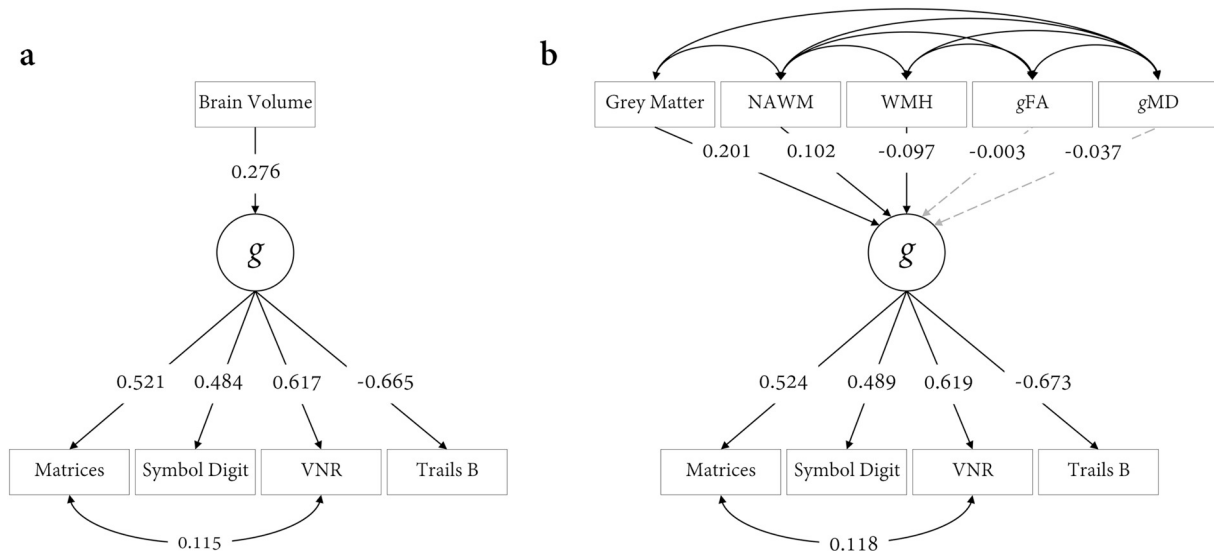 a
Brain Volume
0.276
g
0.521 0.484 0.617 -0.665
Matrices Symbol Digit VNR Trails B
0.115
b
Grey Matter NAWM WMH gFA gMD
0.201 0.102 -0.097 -0.003 -0.037
g
0.524 0.489 0.619 -0.673
Matrices Symbol Digit VNR Trails B
0.118